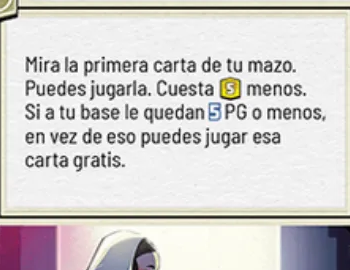 Mira la primera carta de tu mazo.
Puedes jugarla. Cuesta 5 menos.
Si a tu base le quedan 5 PG o menos,
en vez de eso puedes jugar esa
carta gratis.